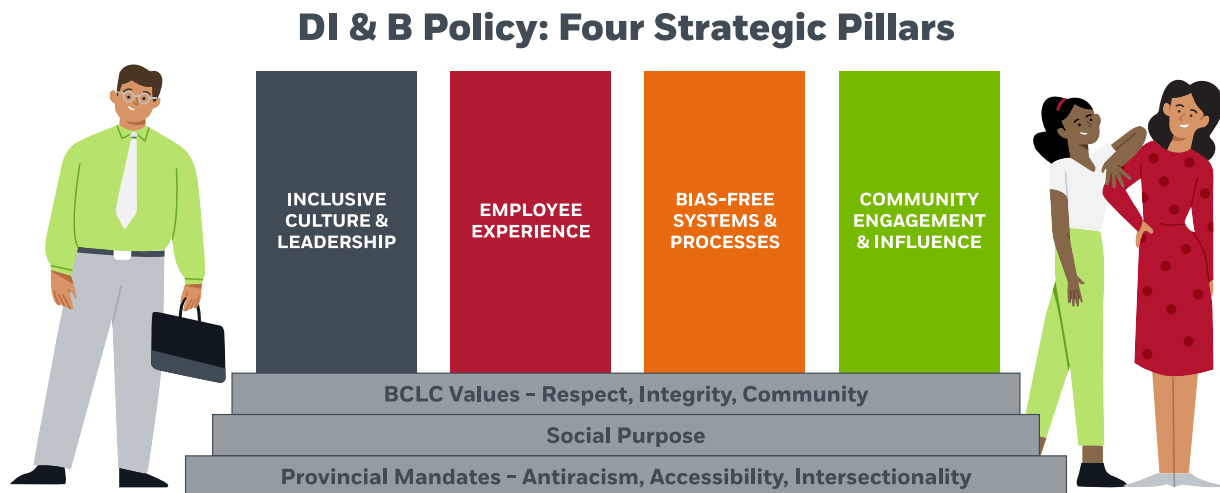 DI & B Policy: Four Strategic Pillars
INCLUSIVE
CULTURE &
LEADERSHIP
EMPLOYEE
EXPERIENCE
BIAS-FREE
SYSTEMS &
PROCESSES
COMMUNITY
ENGAGEMENT
& INFLUENCE
BCLC Values – Respect, Integrity, Community
Social Purpose
Provincial Mandates – Antiracism, Accessibility, Intersectionality